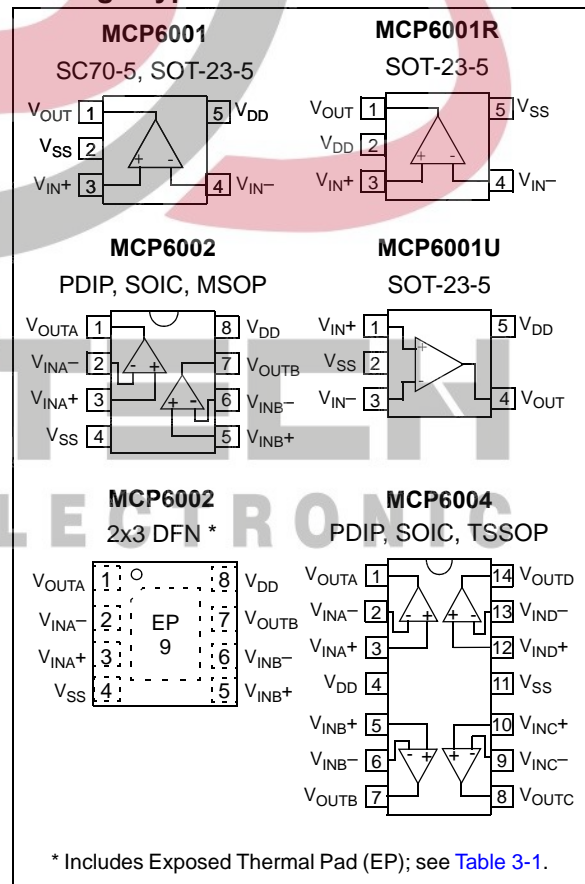 MCP6001
SC70-5, SOT-23-5
VOUT 1
5 VDD
VSS 2
VIN+ 3
4 VIN–
+ -
MCP6001R
SOT-23-5
VOUT 1
5 VSS
VDD 2
VIN+ 3
4 VIN–
+ -
MCP6002
PDIP, SOIC, MSOP
VOUTA 1
8 VDD
VINA– 2
7 VOUTB
VINA+ 3
6 VINB–
VSS 4
5 VINB+
- +
+ -
MCP6001U
SOT-23-5
VIN+ 1
5 VDD
VSS 2
VIN– 3
4 VOUT
+
-
TECH
ELECTRONIC
MCP6002
2x3 DFN *
VOUTA 1
8 VDD
VINA– 2
7 VOUTB
VINA+ 3
6 VINB–
VSS 4
5 VINB+
EP
9
MCP6004
PDIP, SOIC, TSSOP
VOUTA 1
14 VOUTD
VINA– 2
13 VIND–
VINA+ 3
12 VIND+
VDD 4
11 VSS
VINB+ 5
10 VINC+
VINB– 6
9 VINC–
VOUTB 7
8 VOUTC
- +
+ -
- +
+ -
* Includes Exposed Thermal Pad (EP); see Table 3-1.